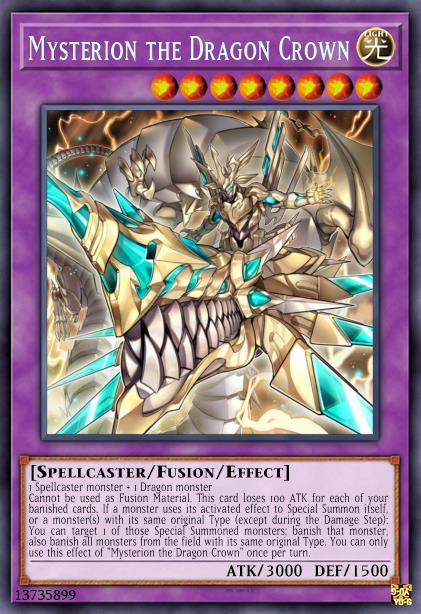 MYSTERION THE DRAGON CROWN
LIGHT
光
[SPELLCASTER/FUSION/EFFECT]
1 Spellcaster monster + 1 Dragon monster
Cannot be used as Fusion Material. This card loses 100 ATK for each of your
banished cards. If a monster uses its activated effect to Special Summon itself,
or a monster(s) with its same original Type (except during the Damage Step):
You can target 1 of those Special Summoned monsters; banish that monster,
also banish all monsters from the field with its same original Type. You can only
use this effect of "Mysterion the Dragon Crown" once per turn.
ATK/3000 DEF/1500
13735899